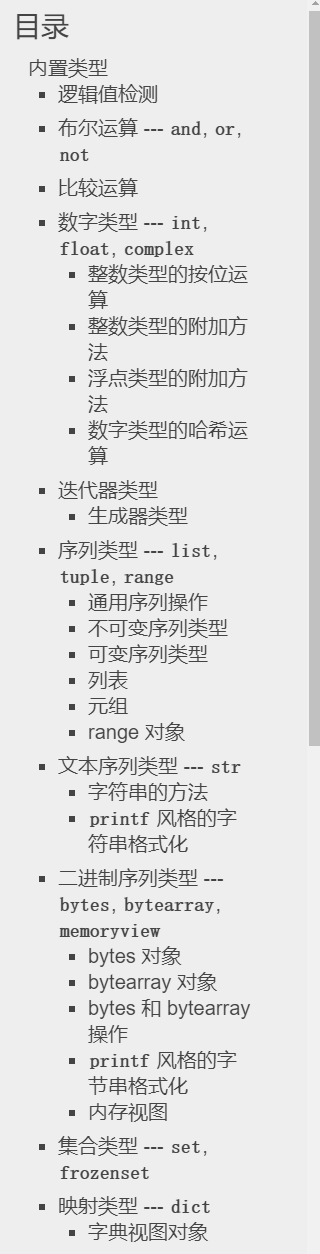 目录
内置类型
逻辑值检测
布尔运算 --- and, or,
not
比较运算
数字类型 --- int,
float, complex
整数类型的按位运
算
整数类型的附加方
法
浮点类型的附加方
法
数字类型的哈希运
算
迭代器类型
生成器类型
序列类型 --- list,
tuple, range
通用序列操作
不可变序列类型
可变序列类型
列表
元组
range 对象
文本序列类型 --- str
字符串的方法
printf 风格的字
符串格式化
二进制序列类型 ---
bytes, bytearray,
memoryview
bytes 对象
bytearray 对象
bytes 和 bytearray
操作
printf 风格的字
节串格式化
内存视图
集合类型 --- set,
frozenset
映射类型 --- dict
字典视图对象